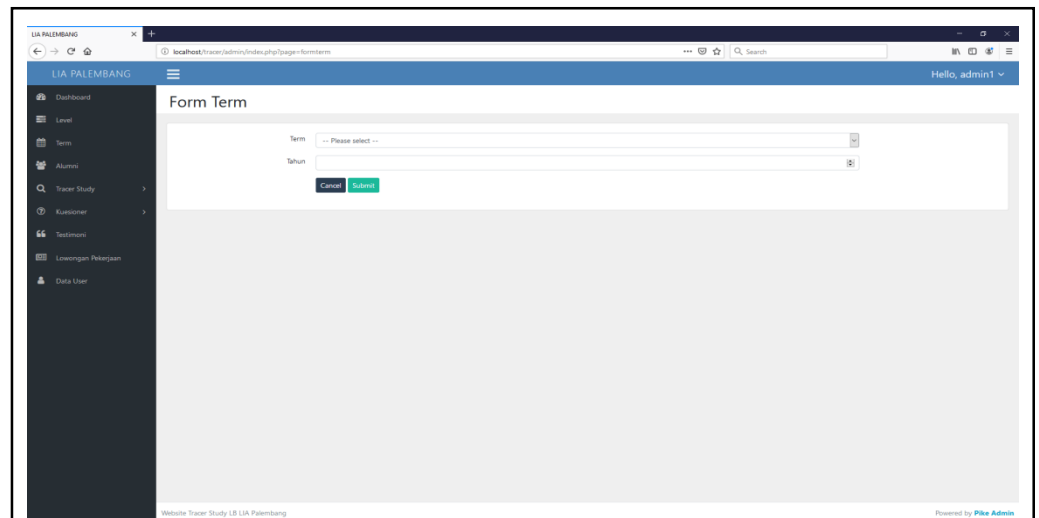 LIA PALEMBANG
localhost/tracer/admin/index.php?page=formterm
Search
LIA PALEMBANG
Hello, admin1
Dashboard
Level
Term
Alumni
Tracer Study
Kuesioner
Testimoni
Lowongan Pekerjaan
Data User
Form Term
Term
-- Please select --
Tahun
Cancel Submit
Website Tracer Study LB LIA Palembang
Powered by Pike Admin